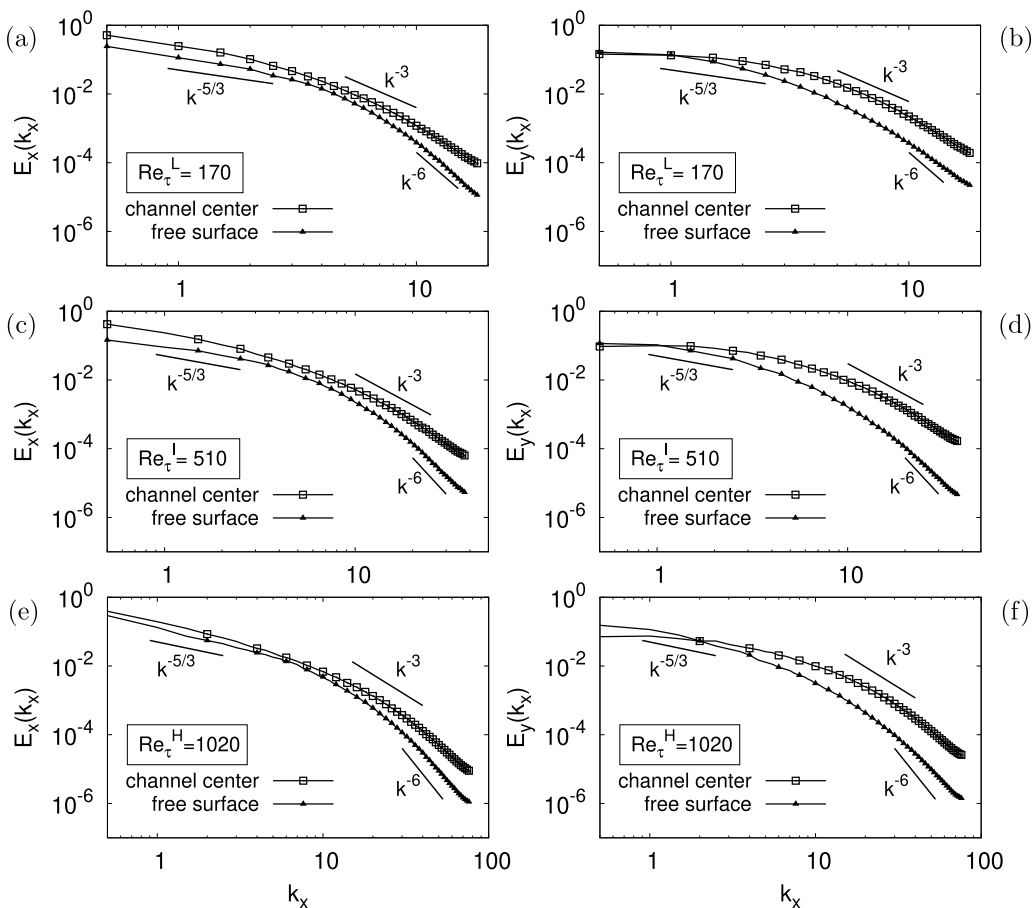 (a)
10^0
10^-2
10^-4
10^-6
E_x(k_x)
k^-5/3
k^-3
k^-6
Re_τ^L = 170
channel center
free surface
1 10
(b)
10^0
10^-2
10^-4
10^-6
E_y(k_x)
k^-5/3
k^-3
k^-6
Re_τ^L = 170
channel center
free surface
1 10
(c)
10^0
10^-2
10^-4
10^-6
E_x(k_x)
k^-5/3
k^-3
k^-6
Re_τ^I = 510
channel center
free surface
1 10
(d)
10^0
10^-2
10^-4
10^-6
E_y(k_x)
k^-5/3
k^-3
k^-6
Re_τ^I = 510
channel center
free surface
1 10
(e)
10^0
10^-2
10^-4
10^-6
E_x(k_x)
k^-5/3
k^-3
k^-6
Re_τ^H =1020
channel center
free surface
1 10 100
k_x
(f)
10^0
10^-2
10^-4
10^-6
E_y(k_x)
k^-5/3
k^-3
k^-6
Re_τ^H =1020
channel center
free surface
1 10 100
k_x